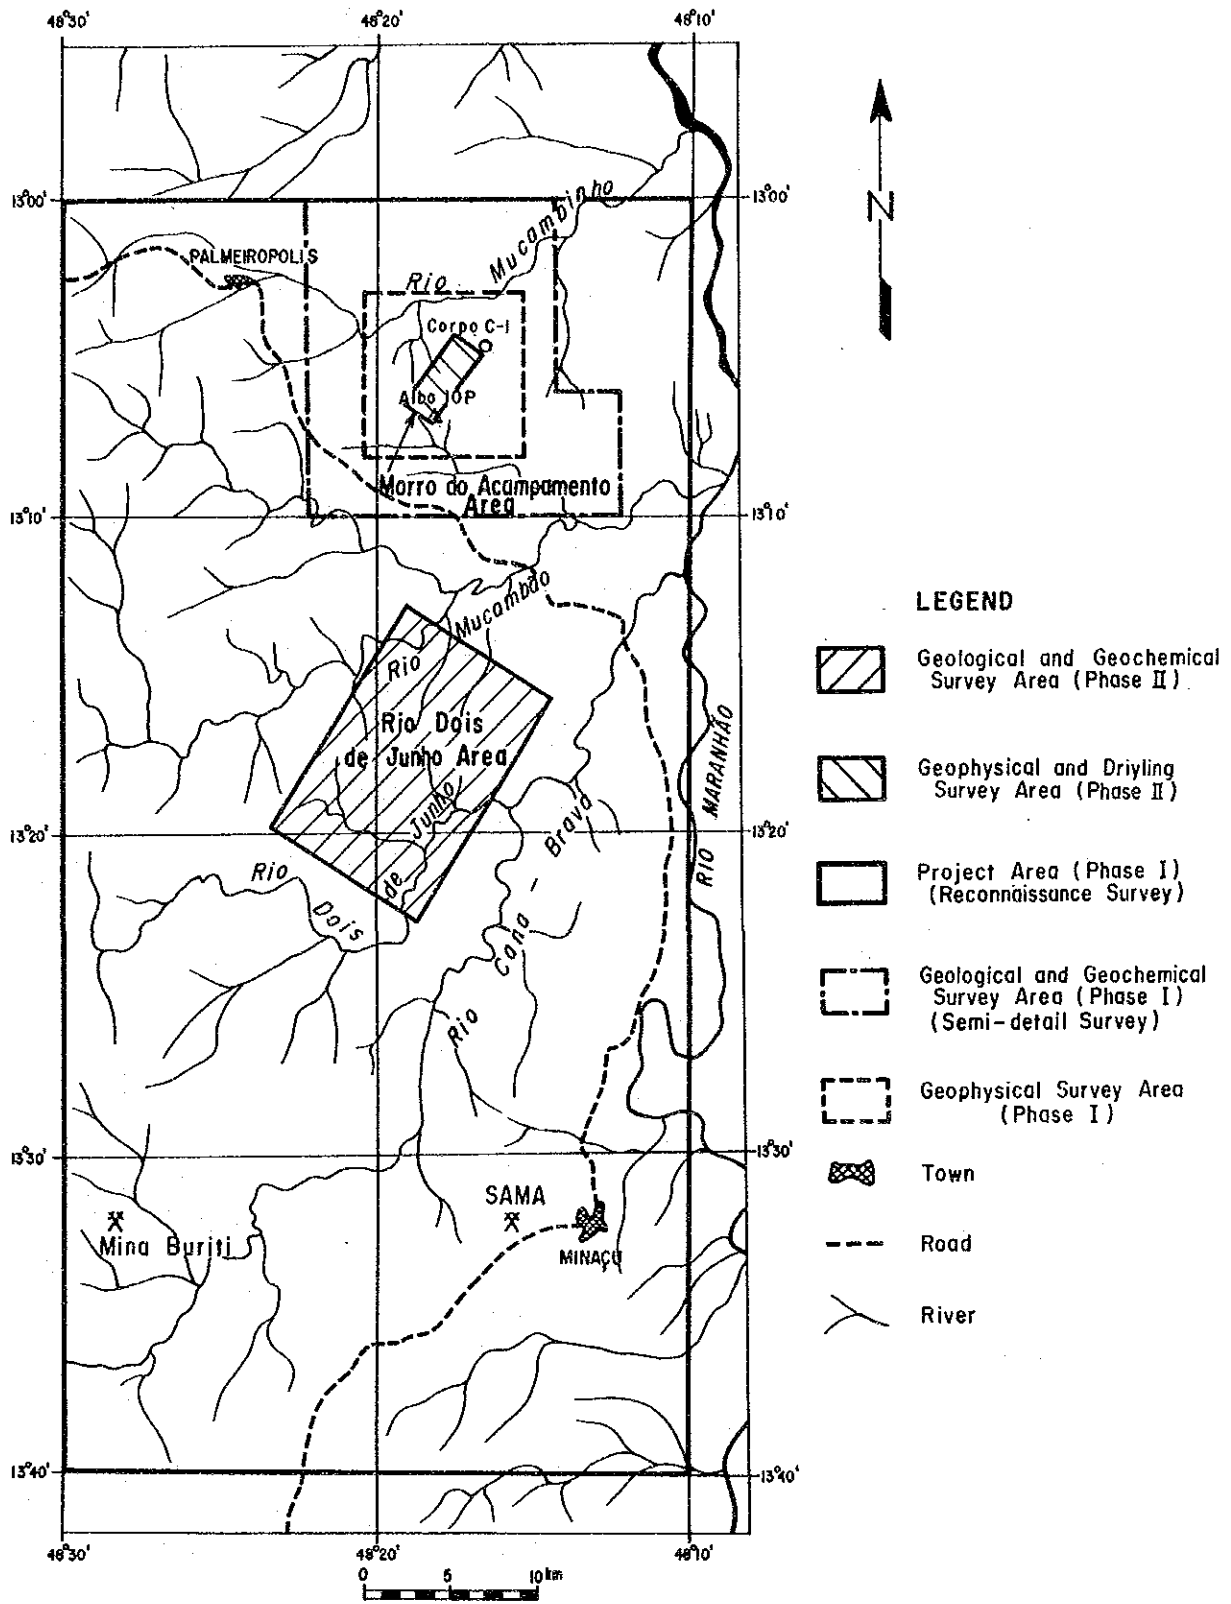 48°30'
48°20'
48°10'
N
13°00'
13°00'
PALMEIROPOLIS
Rio Mucambinho
Corpo C-1
Morro do Acampamento
Area
13°10'
13°10'
Rio Mucambão
Rio Dois
de Junho Area
RIO MARANHÃO
13°20'
13°20'
Rio Dois de Junho
Rio Cana - Brava
13°30'
13°30'
SAMA
Mina Buriti
MINAÇU
13°40'
13°40'
48°30'
48°20'
48°10'
0 5 10 km
LEGEND
Geological and Geochemical
Survey Area (Phase II)
Geophysical and Driyling
Survey Area (Phase II)
Project Area (Phase I)
(Reconnaissance Survey)
Geological and Geochemical
Survey Area (Phase I)
(Semi-detail Survey)
Geophysical Survey Area
(Phase I)
Town
Road
River